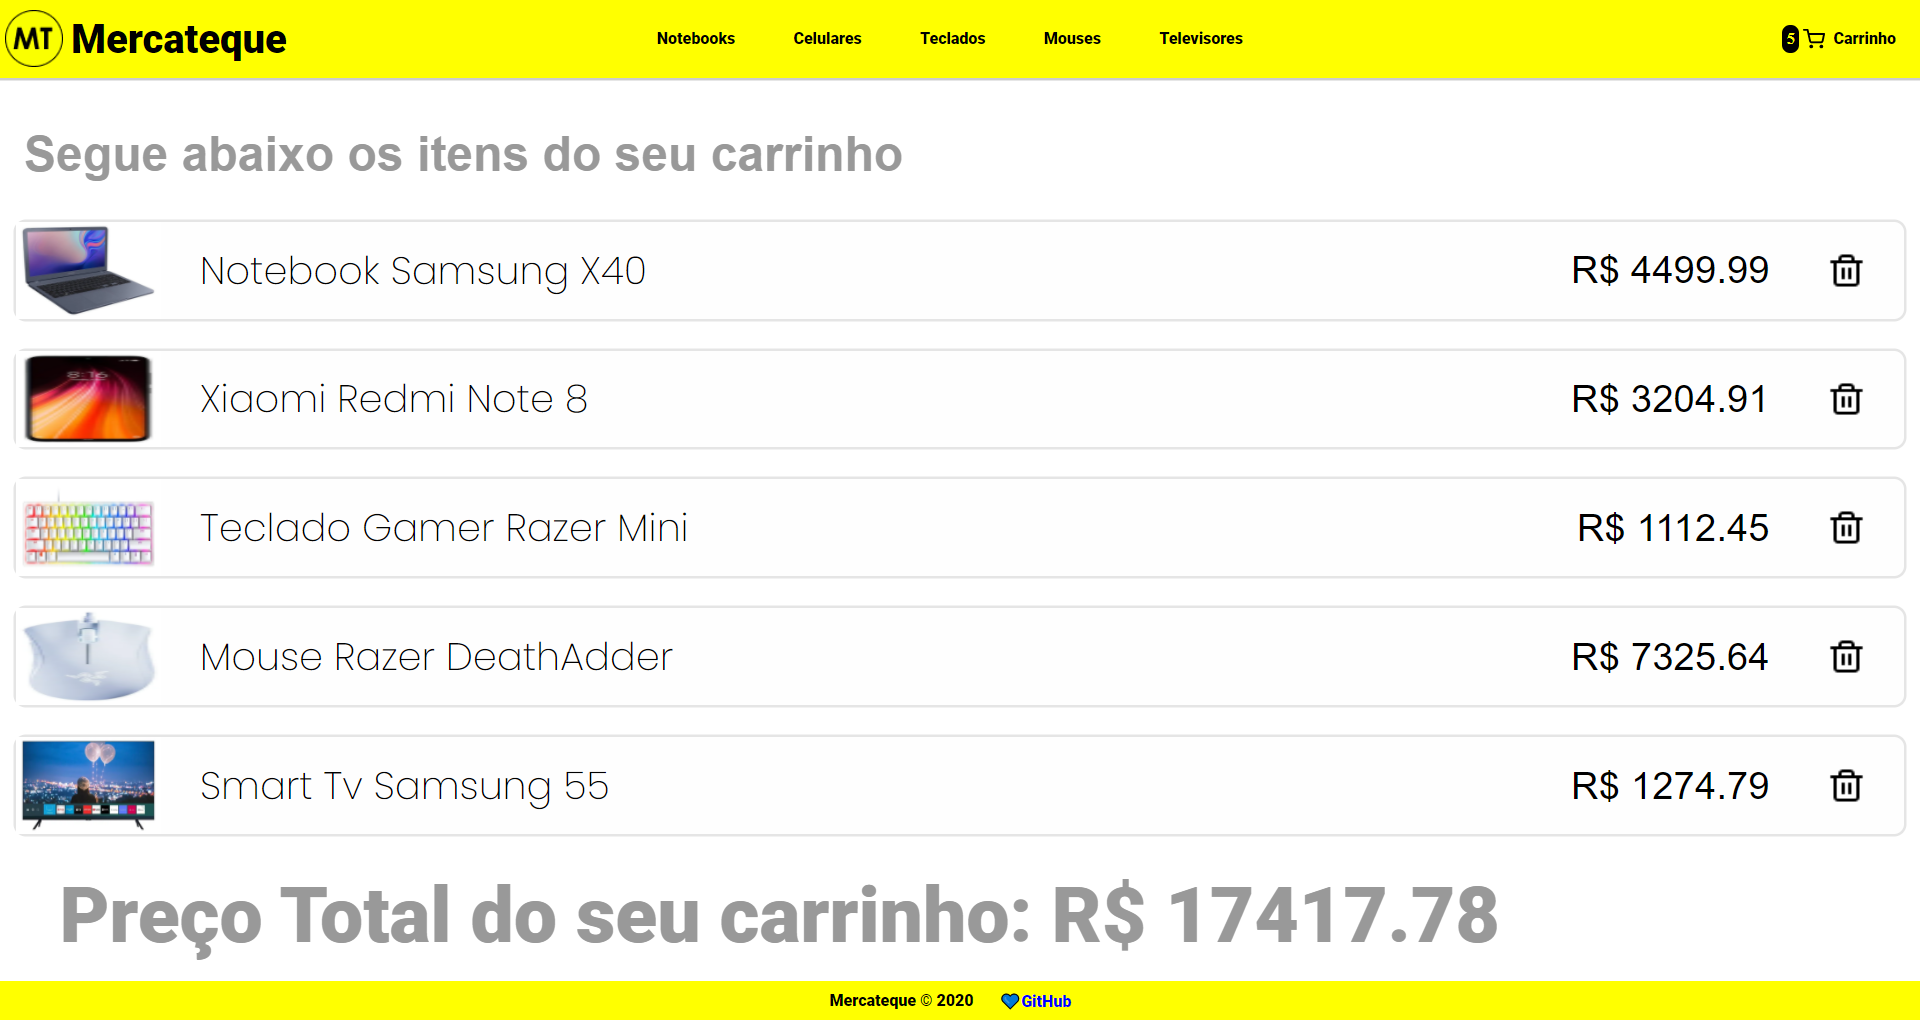 MT Mercateque
Notebooks Celulares Teclados Mouses Televisores
5 Carrinho
Segue abaixo os itens do seu carrinho
Notebook Samsung X40 R$ 4499.99
8:16
Xiaomi Redmi Note 8 R$ 3204.91
Teclado Gamer Razer Mini R$ 1112.45
Mouse Razer DeathAdder R$ 7325.64
Smart Tv Samsung 55 R$ 1274.79
Preço Total do seu carrinho: R$ 17417.78
Mercateque © 2020 GitHub